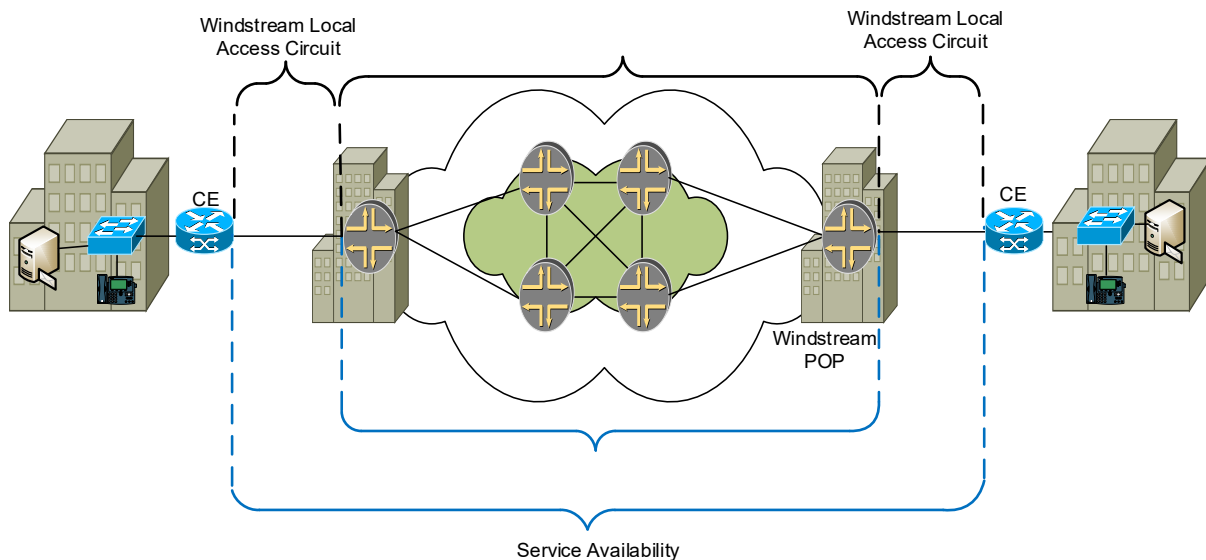 Windstream Local
Access Circuit
Windstream Local
Access Circuit
CE
CE
Windstream
POP
Service Availability